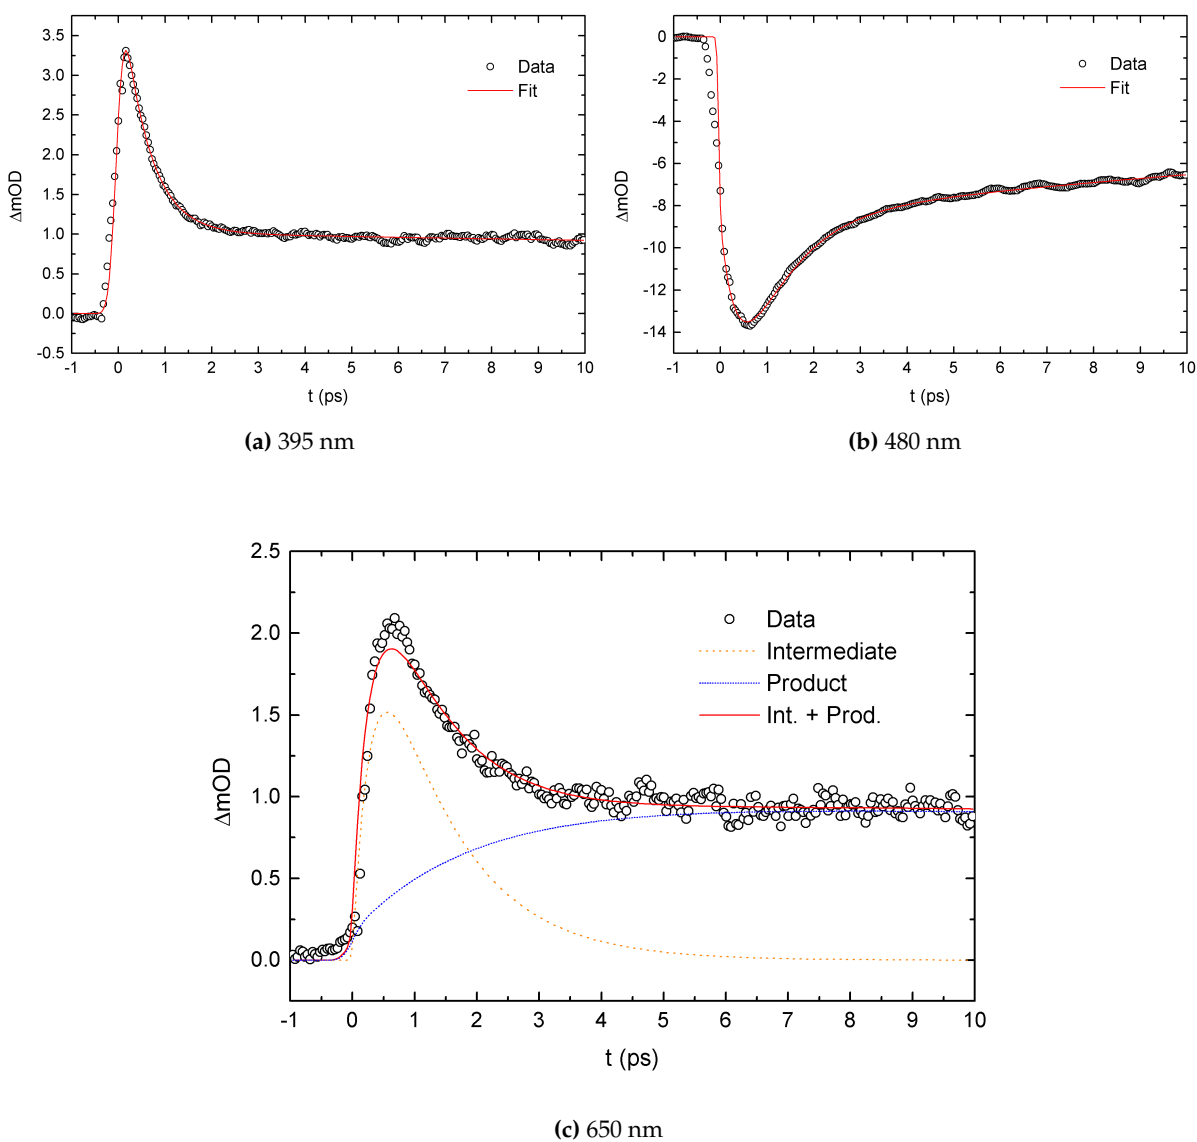 3.5
3.0
2.5
2.0
1.5
1.0
0.5
0.0
-0.5
ΔmOD
Data
Fit
-1 0 1 2 3 4 5 6 7 8 9 10
t (ps)
(a) 395 nm
0
-2
-4
-6
-8
-10
-12
-14
ΔmOD
Data
Fit
-1 0 1 2 3 4 5 6 7 8 9 10
t (ps)
(b) 480 nm
2.5
2.0
1.5
1.0
0.5
0.0
ΔmOD
Data
Intermediate
Product
Int. + Prod.
-1 0 1 2 3 4 5 6 7 8 9 10
t (ps)
(c) 650 nm